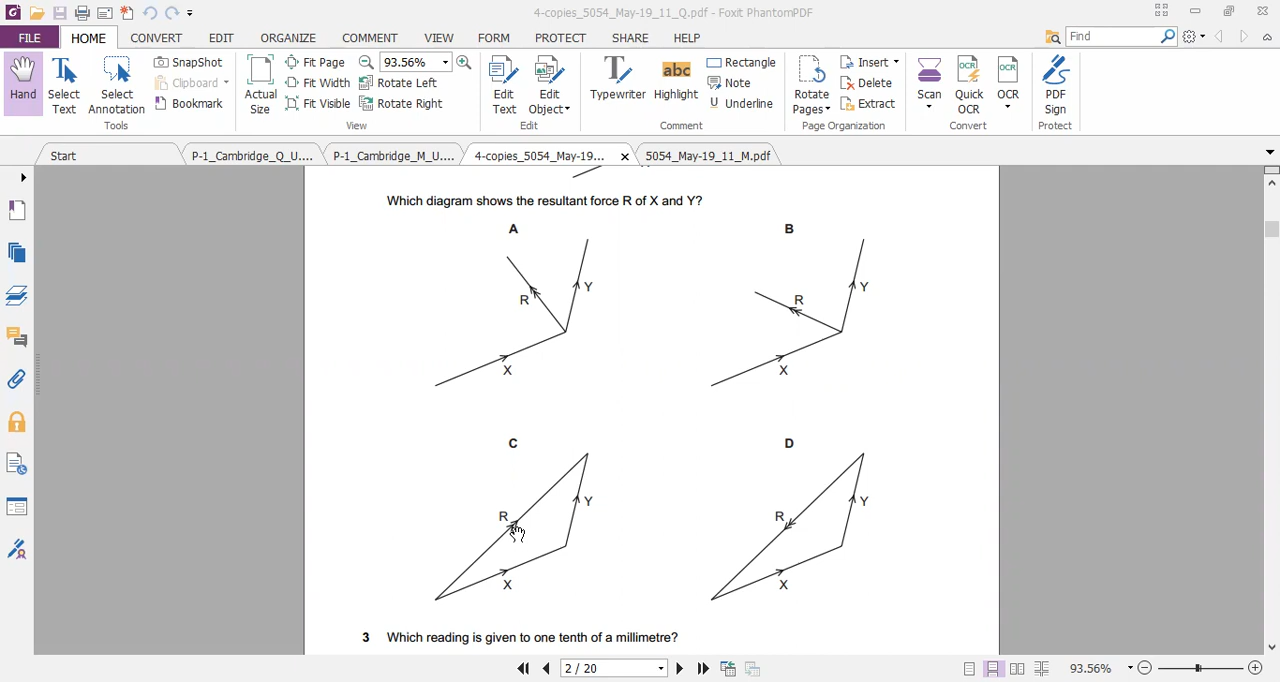 4-copies_5054_May-19_11_Q.pdf - Foxit PhantomPDF
FILE HOME CONVERT EDIT ORGANIZE COMMENT VIEW FORM PROTECT SHARE HELP Find
Hand Select Text Select Annotation SnapShot Clipboard Bookmark Tools
Actual Size Fit Page Fit Width Fit Visible 93.56% Rotate Left Rotate Right View
Edit Text Edit Object Edit
Typewriter Highlight Rectangle Note Underline Comment
Rotate Pages Insert Delete Extract Page Organization
Scan Quick OCR OCR Convert
PDF Sign Protect
Start P-1_Cambridge_Q_U.... P-1_Cambridge_M_U.... 4-copies_5054_May-19... 5054_May-19_11_M.pdf
Which diagram shows the resultant force R of X and Y?
A B
R Y R Y
X X
C D
R Y R Y
X X
3 Which reading is given to one tenth of a millimetre?
2 / 20 93.56%